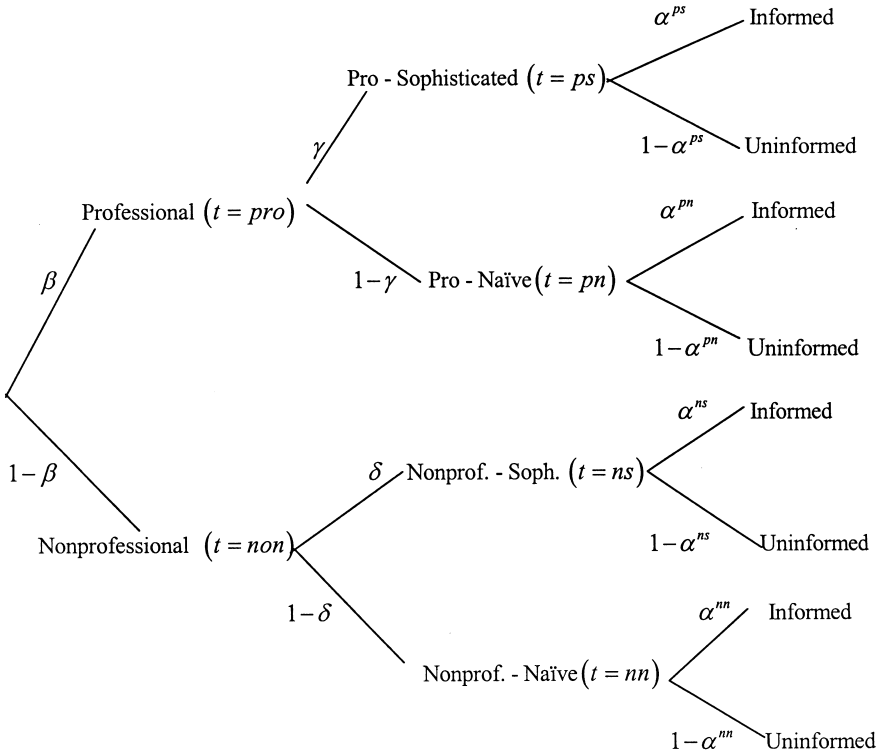 α^{ps} Informed
Pro - Sophisticated (t = ps)
1−α^{ps} Uninformed
γ
Professional (t = pro)
α^{pn} Informed
1−γ Pro - Naïve (t = pn)
β
1−α^{pn} Uninformed
α^{ns} Informed
1−β
δ Nonprof. - Soph. (t = ns)
Nonprofessional (t = non)
1−α^{ns} Uninformed
1−δ
α^{nn} Informed
Nonprof. - Naïve (t = nn)
1−α^{nn} Uninformed